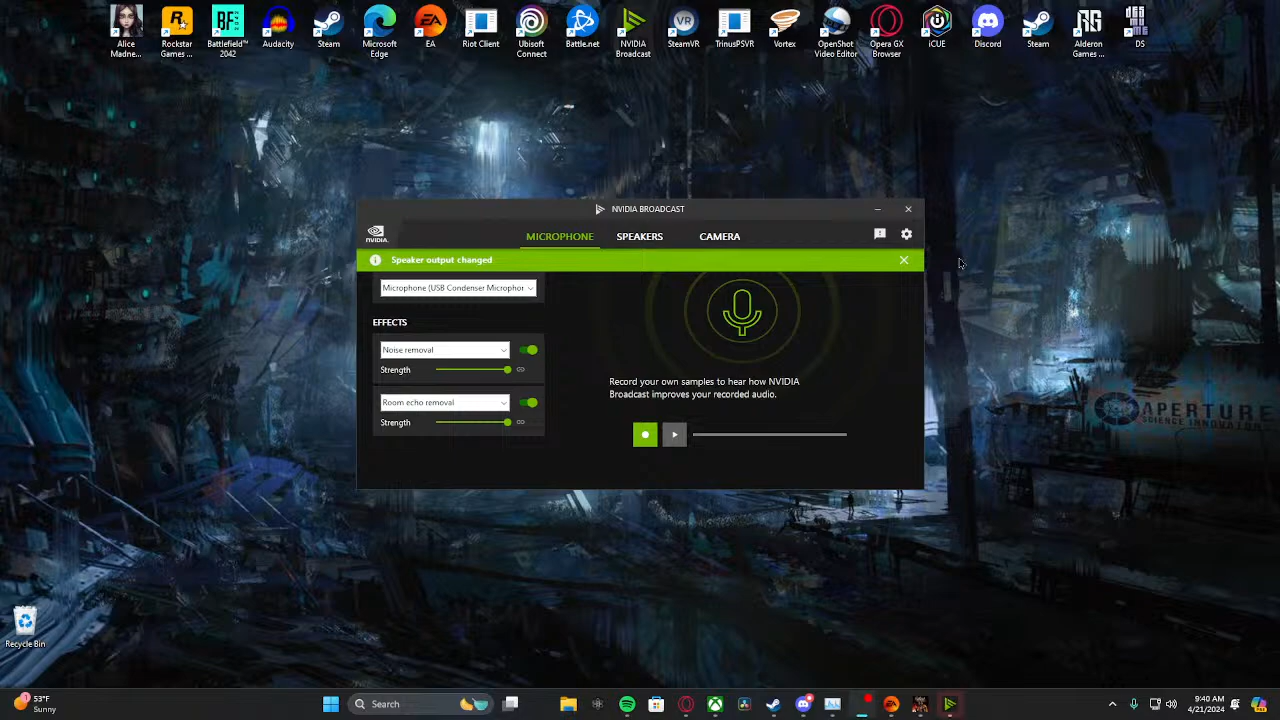 Alice
Madne...
Rockstar
Games ...
Battlefield™
2042
Audacity
Steam
Microsoft
Edge
EA
Riot Client
Ubisoft
Connect
Battle.net
NVIDIA
Broadcast
SteamVR
TrinusPSVR
Vortex
OpenShot
Video Editor
Opera GX
Browser
iCUE
Discord
Steam
Alderon
Games ...
DS
NVIDIA BROADCAST
NVIDIA.
MICROPHONE
SPEAKERS
CAMERA
Speaker output changed
Microphone (USB Condenser Microphor
EFFECTS
Noise removal
Strength
Room echo removal
Strength
Record your own samples to hear how NVIDIA
Broadcast improves your recorded audio.
APERTURE
SCIENCE INNOVATOR
Recycle Bin
53°F
Sunny
Search
9:40 AM
4/21/2024